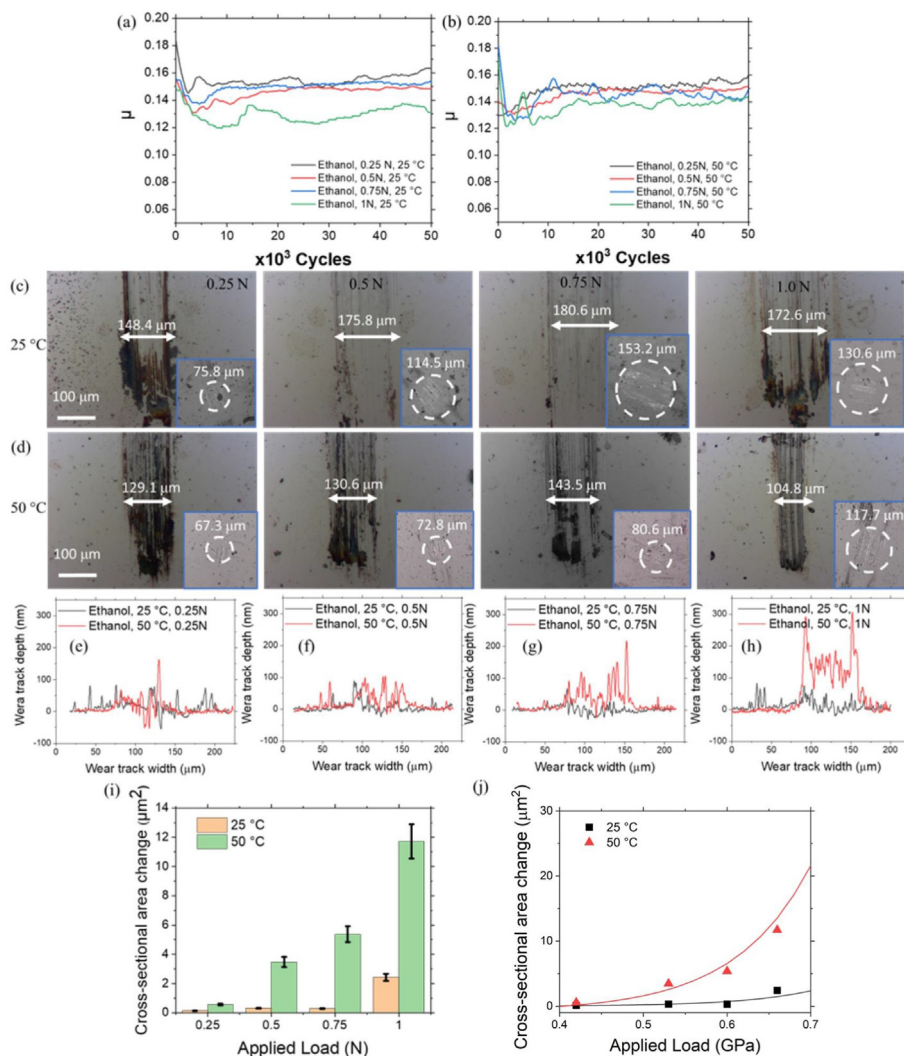 (a)
0.20
0.18
0.16
0.14
0.12
0.10
0.08
0.06
μ
Ethanol, 0.25 N, 25 °C
Ethanol, 0.5N, 25 °C
Ethanol, 0.75N, 25 °C
Ethanol, 1N, 25 °C
0 10 20 30 40 50
x10³ Cycles
(b)
0.20
0.18
0.16
0.14
0.12
0.10
0.08
0.06
μ
Ethanol, 0.25N, 50 °C
Ethanol, 0.5N, 50 °C
Ethanol, 0.75N, 50 °C
Ethanol, 1N, 50 °C
0 10 20 30 40 50
x10³ Cycles
(c)
25 °C
0.25 N
148.4 μm
75.8 μm
100 μm
0.5 N
175.8 μm
114.5 μm
0.75 N
180.6 μm
153.2 μm
1.0 N
172.6 μm
130.6 μm
(d)
50 °C
129.1 μm
67.3 μm
100 μm
130.6 μm
72.8 μm
143.5 μm
80.6 μm
104.8 μm
117.7 μm
Wera track depth (nm)
300
200
100
0
-100
Ethanol, 25 °C, 0.25N
Ethanol, 50 °C, 0.25N
(e)
0 50 100 150 200
Wear track width (μm)
Wera track depth (nm)
300
200
100
0
-100
Ethanol, 25 °C, 0.5N
Ethanol, 50 °C, 0.5N
(f)
0 50 100 150 200
Wear track width (μm)
Wera track depth (nm)
300
200
100
0
-100
Ethanol, 25 °C, 0.75N
Ethanol, 50 °C, 0.75N
(g)
0 50 100 150 200
Wear track width (μm)
Wera track depth (nm)
300
200
100
0
-100
Ethanol, 25 °C, 1N
Ethanol, 50 °C, 1N
(h)
0 50 100 150 200
Wear track width (μm)
(i)
Cross-sectional area change (μm²)
14
12
10
8
6
4
2
0
25 °C
50 °C
0.25 0.5 0.75 1
Applied Load (N)
(j)
Cross-sectional area change (μm²)
30
20
10
0
25 °C
50 °C
0.4 0.5 0.6 0.7
Applied Load (GPa)